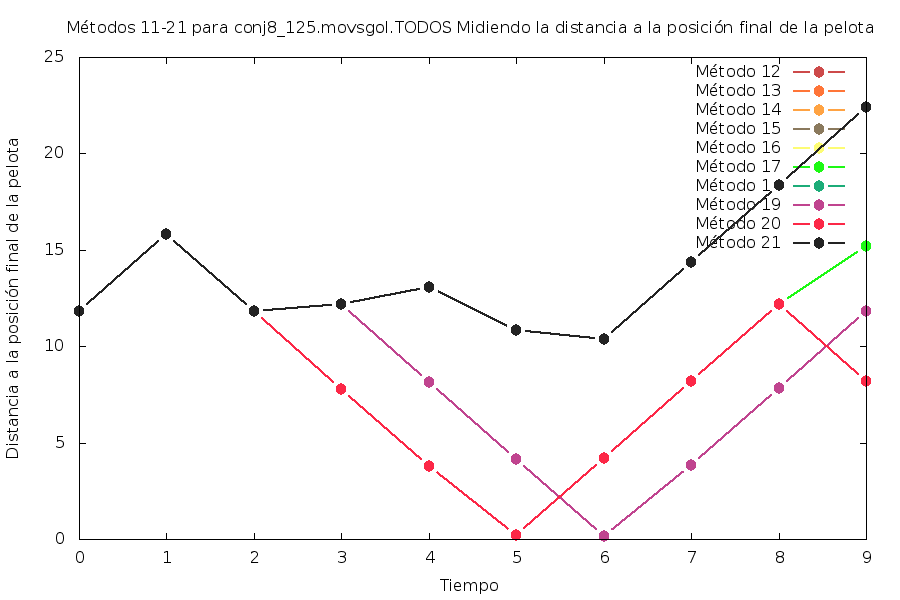 Métodos 11-21 para conj8_125.movsgol.TODOS Midiendo la distancia a la posición final de la pelota
25
20
15
10
5
0
Distancia a la posición final de la pelota
Método 12
Método 13
Método 14
Método 15
Método 16
Método 17
Método 1
Método 19
Método 20
Método 21
0 1 2 3 4 5 6 7 8 9
Tiempo